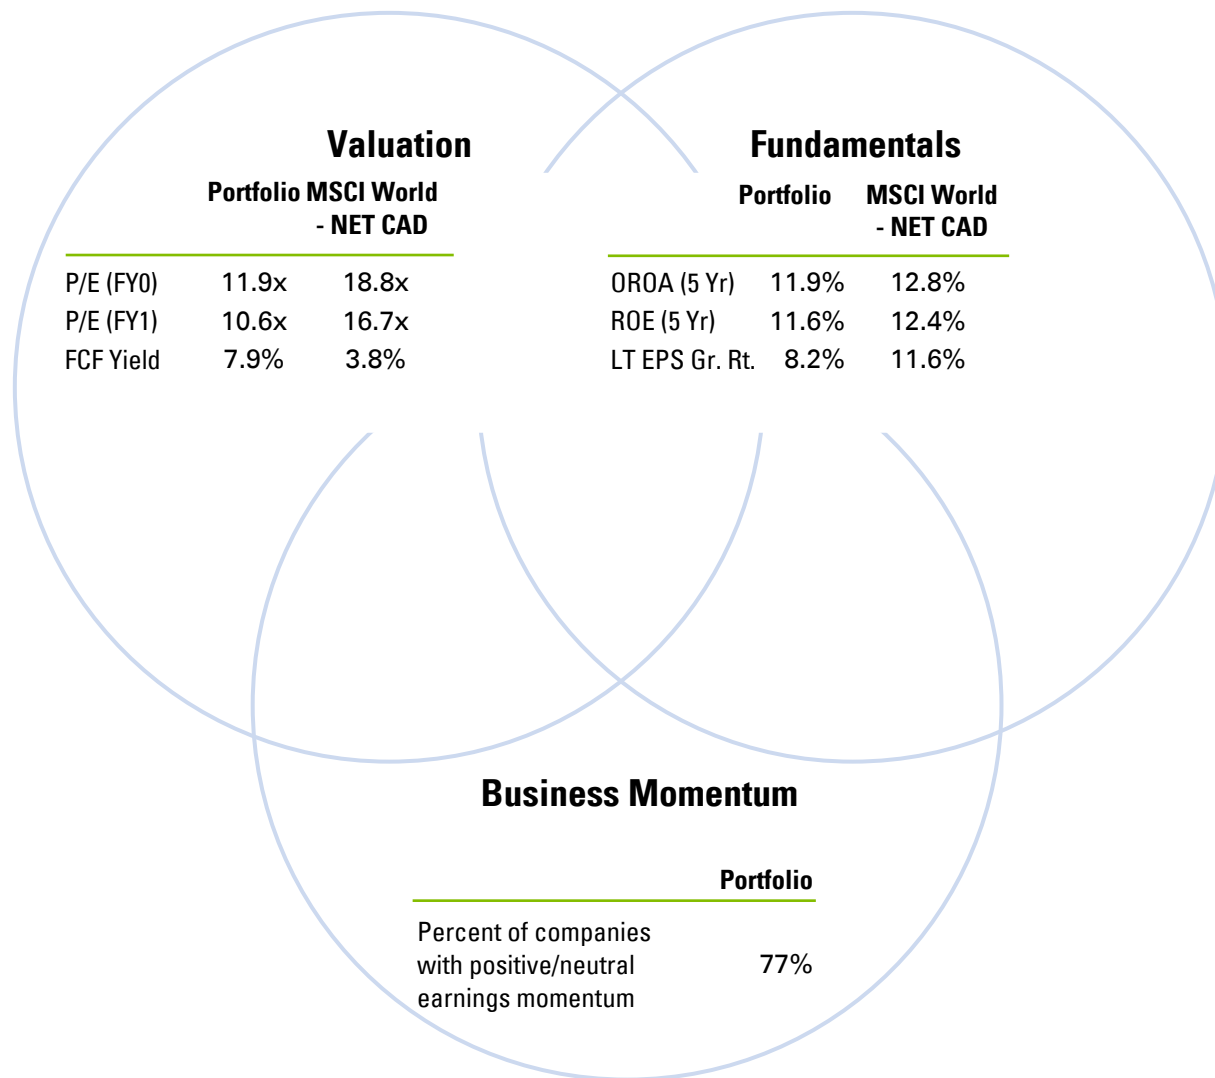 Valuation
Portfolio MSCI World
- NET CAD
P/E (FY0) 11.9x 18.8x
P/E (FY1) 10.6x 16.7x
FCF Yield 7.9% 3.8%
Fundamentals
Portfolio MSCI World
- NET CAD
OROA (5 Yr) 11.9% 12.8%
ROE (5 Yr) 11.6% 12.4%
LT EPS Gr. Rt. 8.2% 11.6%
Business Momentum
Portfolio
Percent of companies
with positive/neutral 77%
earnings momentum